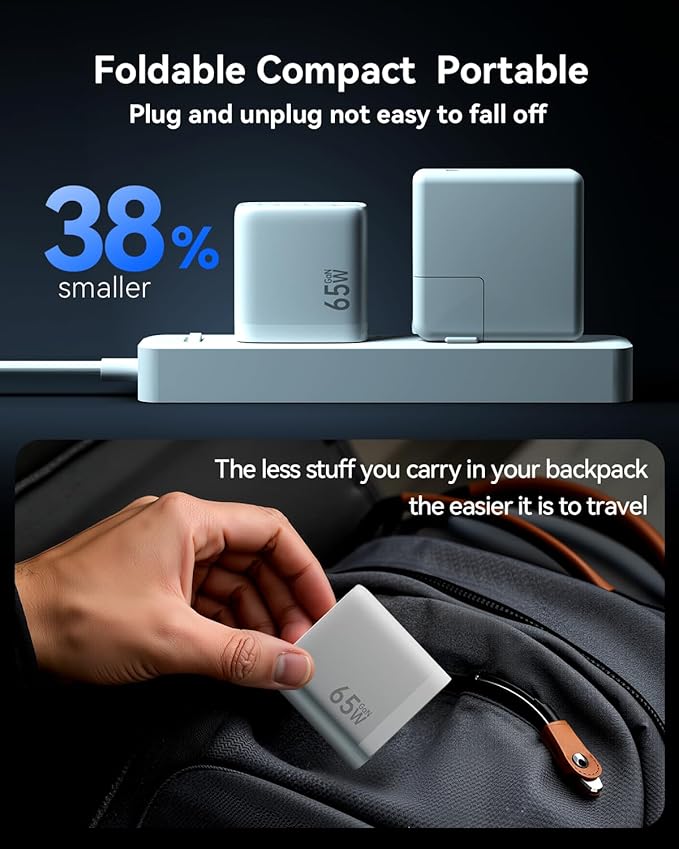 Foldable Compact Portable
Plug and unplug not easy to fall off
38%
smaller
65W
GaN
The less stuff you carry in your backpack
the easier it is to travel
65W
GaN